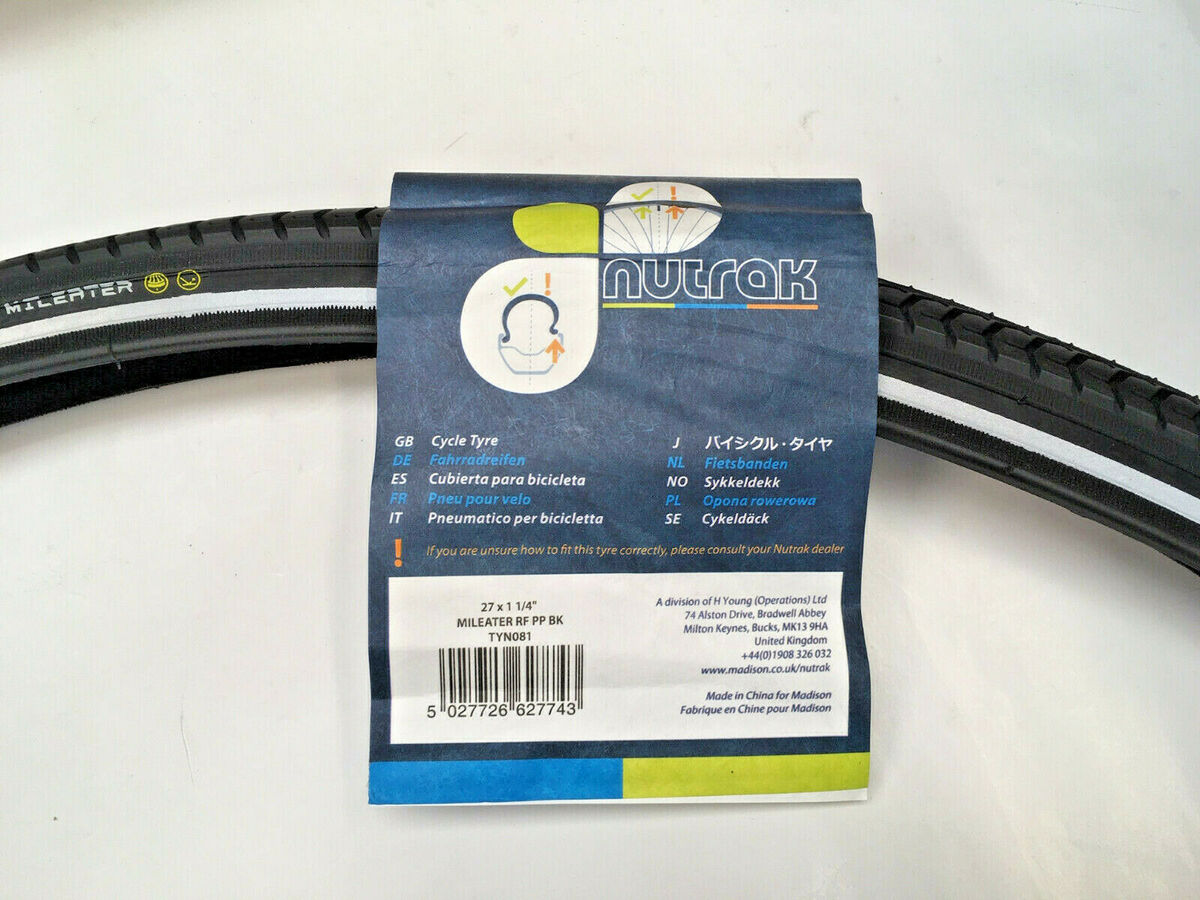 MILEATER
nutrak
GB Cycle Tyre
DE Fahrradreifen
ES Cubierta para bicicleta
FR Pneu pour velo
IT Pneumatico per bicicletta
J バイシクル・タイヤ
NL Fietsbanden
NO Sykkeldekk
PL Opona rowerowa
SE Cykeldäck
! If you are unsure how to fit this tyre correctly, please consult your Nutrak dealer
27 x 1 1/4"
MILEATER RF PP BK
TYN081
5 027726 627743
A division of H Young (Operations) Ltd
74 Alston Drive, Bradwell Abbey
Milton Keynes, Bucks, MK13 9HA
United Kingdom
+44(0)1908 326 032
www.madison.co.uk/nutrak
Made in China for Madison
Fabrique en Chine pour Madison